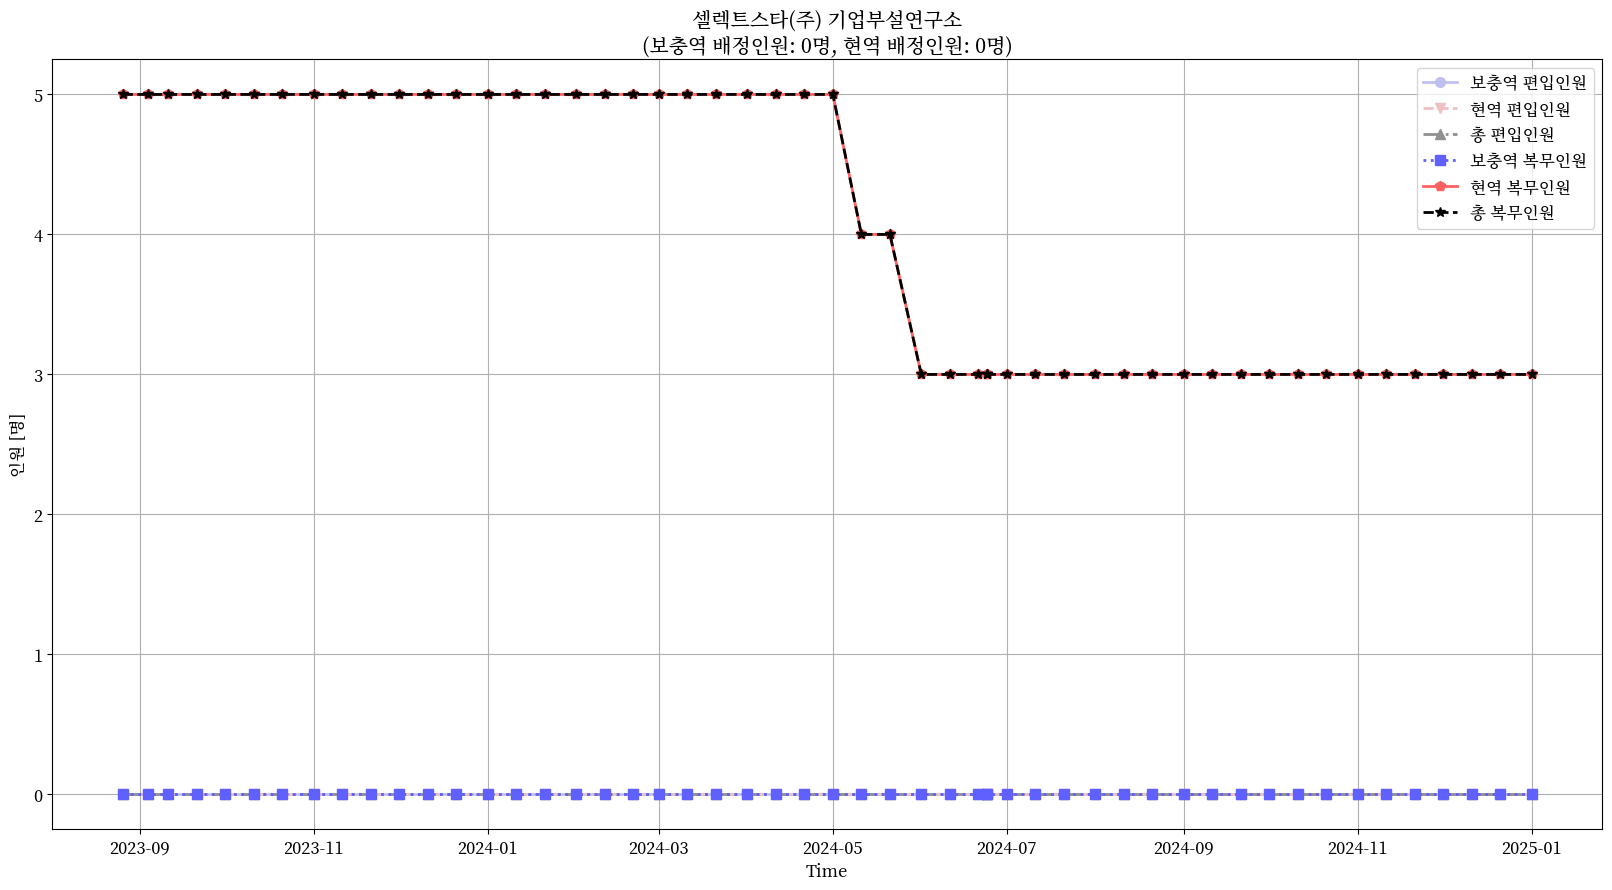 셀렉트스타(주) 기업부설연구소
(보충역 배정인원: 0명, 현역 배정인원: 0명)
보충역 편입인원
현역 편입인원
총 편입인원
보충역 복무인원
현역 복무인원
총 복무인원
인원 [명]
5
4
3
2
1
0
2023-09
2023-11
2024-01
2024-03
2024-05
2024-07
2024-09
2024-11
2025-01
Time